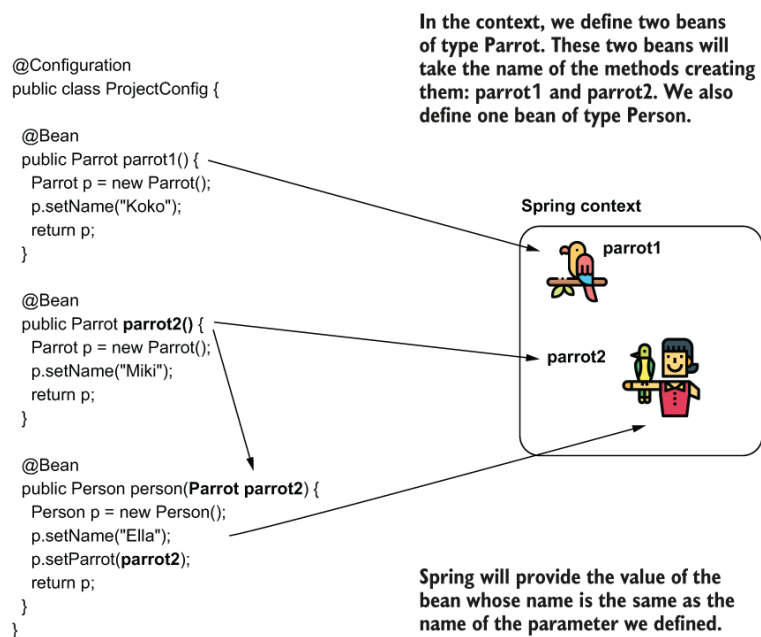 In the context, we define two beans
of type Parrot. These two beans will
take the name of the methods creating
them: parrot1 and parrot2. We also
define one bean of type Person.
@Configuration
public class ProjectConfig {
@Bean
public Parrot parrot1() {
Parrot p = new Parrot();
p.setName("Koko");
return p;
}
@Bean
public Parrot parrot2() {
Parrot p = new Parrot();
p.setName("Miki");
return p;
}
@Bean
public Person person(Parrot parrot2) {
Person p = new Person();
p.setName("Ella");
p.setParrot(parrot2);
return p;
}
}
Spring context
parrot1
parrot2
Spring will provide the value of the
bean whose name is the same as the
name of the parameter we defined.